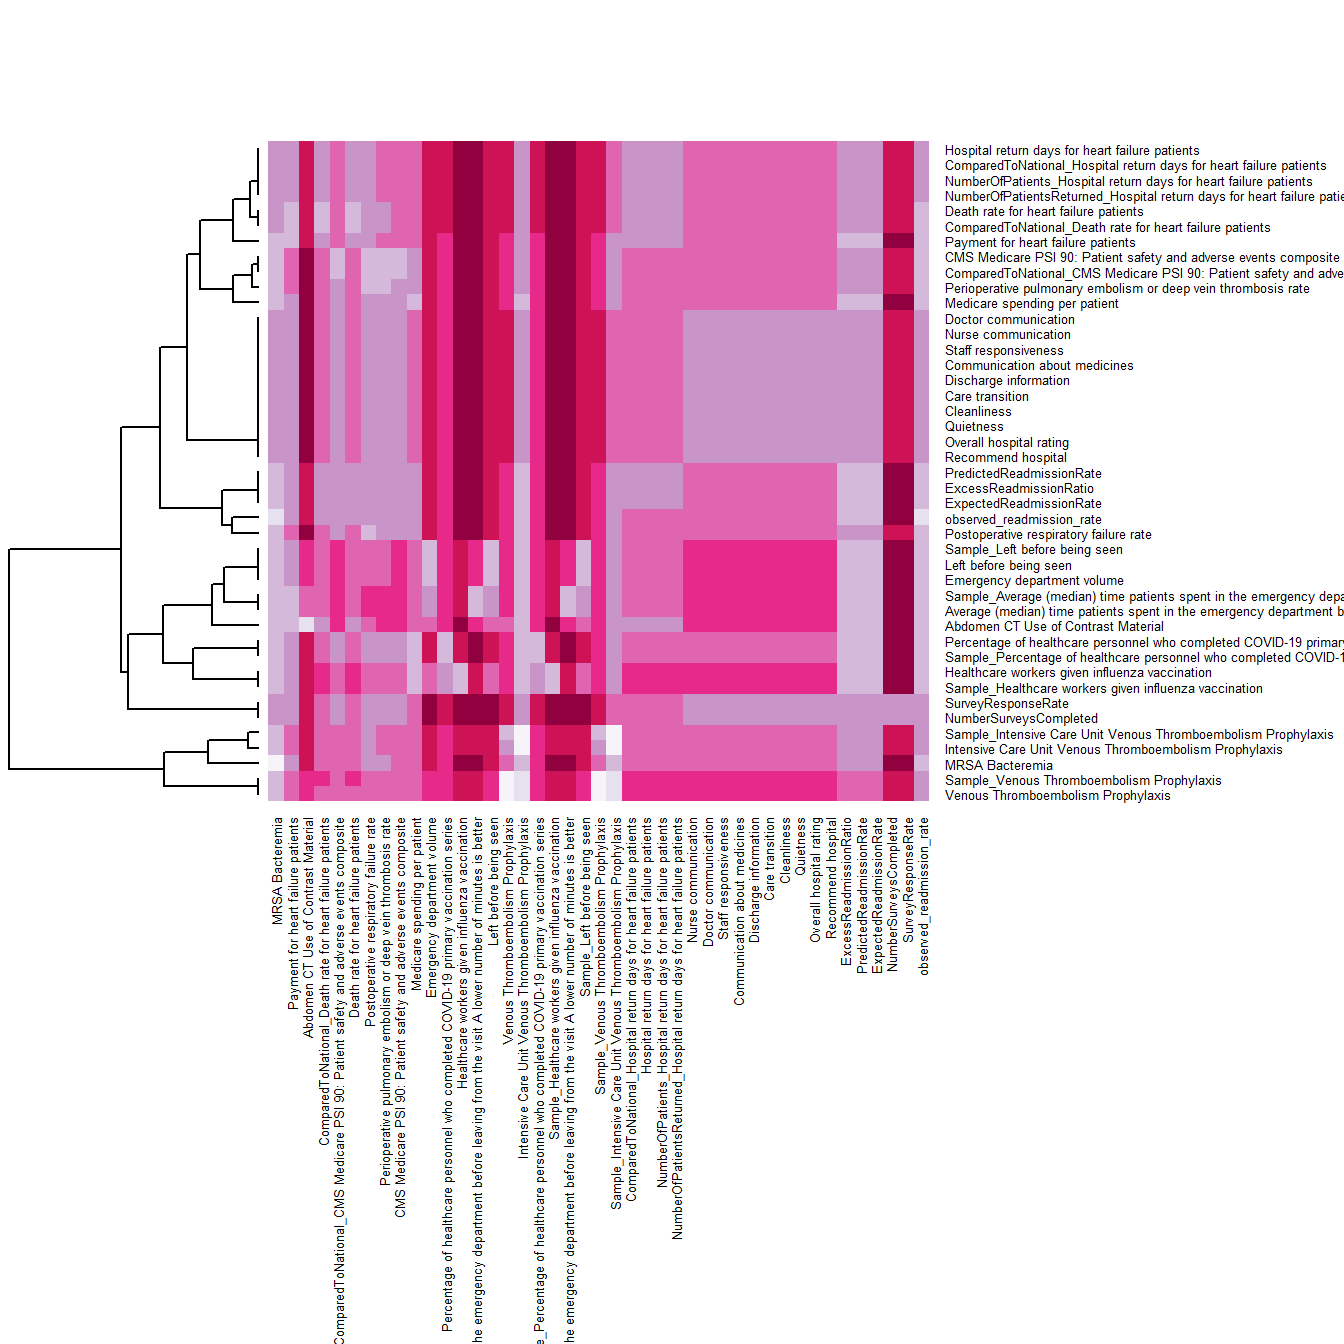 Hospital return days for heart failure patients
ComparedToNational_Hospital return days for heart failure patients
NumberOfPatients_Hospital return days for heart failure patients
NumberOfPatientsReturned_Hospital return days for heart failure patie
Death rate for heart failure patients
ComparedToNational_Death rate for heart failure patients
Payment for heart failure patients
CMS Medicare PSI 90: Patient safety and adverse events composite
ComparedToNational_CMS Medicare PSI 90: Patient safety and adve
Perioperative pulmonary embolism or deep vein thrombosis rate
Medicare spending per patient
Doctor communication
Nurse communication
Staff responsiveness
Communication about medicines
Discharge information
Care transition
Cleanliness
Quietness
Overall hospital rating
Recommend hospital
PredictedReadmissionRate
ExcessReadmissionRatio
ExpectedReadmissionRate
observed_readmission_rate
Postoperative respiratory failure rate
Sample_Left before being seen
Left before being seen
Emergency department volume
Sample_Average (median) time patients spent in the emergency depa
Average (median) time patients spent in the emergency department b
Abdomen CT Use of Contrast Material
Percentage of healthcare personnel who completed COVID-19 primary
Sample_Percentage of healthcare personnel who completed COVID-1
Healthcare workers given influenza vaccination
Sample_Healthcare workers given influenza vaccination
SurveyResponseRate
NumberSurveysCompleted
Sample_Intensive Care Unit Venous Thromboembolism Prophylaxis
Intensive Care Unit Venous Thromboembolism Prophylaxis
MRSA Bacteremia
Sample_Venous Thromboembolism Prophylaxis
Venous Thromboembolism Prophylaxis
MRSA Bacteremia
Payment for heart failure patients
Abdomen CT Use of Contrast Material
ComparedToNational_Death rate for heart failure patients
ComparedToNational_CMS Medicare PSI 90: Patient safety and adverse events composite
Death rate for heart failure patients
Postoperative respiratory failure rate
Perioperative pulmonary embolism or deep vein thrombosis rate
CMS Medicare PSI 90: Patient safety and adverse events composite
Medicare spending per patient
Emergency department volume
Percentage of healthcare personnel who completed COVID-19 primary vaccination series
Healthcare workers given influenza vaccination
he emergency department before leaving from the visit A lower number of minutes is better
Left before being seen
Venous Thromboembolism Prophylaxis
Intensive Care Unit Venous Thromboembolism Prophylaxis
e_Percentage of healthcare personnel who completed COVID-19 primary vaccination series
Sample_Healthcare workers given influenza vaccination
he emergency department before leaving from the visit A lower number of minutes is better
Sample_Left before being seen
Sample_Venous Thromboembolism Prophylaxis
Sample_Intensive Care Unit Venous Thromboembolism Prophylaxis
ComparedToNational_Hospital return days for heart failure patients
Hospital return days for heart failure patients
NumberOfPatients_Hospital return days for heart failure patients
NumberOfPatientsReturned_Hospital return days for heart failure patients
Nurse communication
Doctor communication
Staff responsiveness
Communication about medicines
Discharge information
Care transition
Cleanliness
Quietness
Overall hospital rating
Recommend hospital
ExcessReadmissionRatio
PredictedReadmissionRate
ExpectedReadmissionRate
NumberSurveysCompleted
SurveyResponseRate
observed_readmission_rate